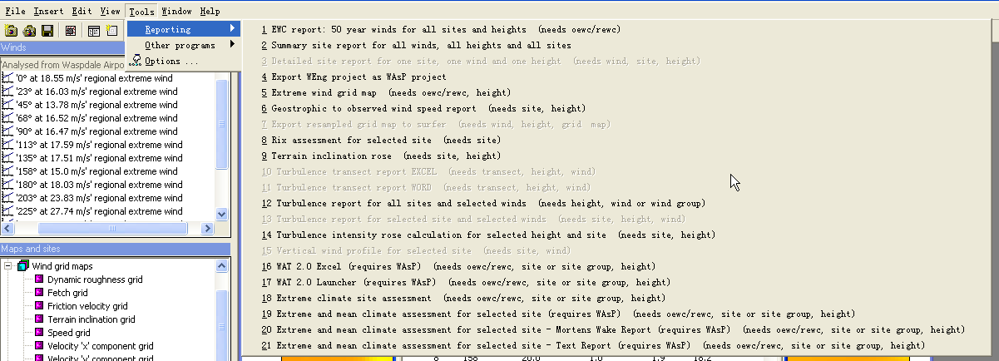 File Insert Edit View Tools Window Help
Reporting
Other programs
Options ...
1 EWC report: 50 year winds for all sites and heights (needs oewc/rewc)
2 Summary site report for all winds, all heights and all sites
3 Detailed site report for one site, one wind and one height (needs wind, site, height)
4 Export WEng project as WAsP project
5 Extreme wind grid map (needs oewc/rewc, height)
6 Geostrophic to observed wind speed report (needs site, height)
7 Export resampled grid map to surfer (needs wind, height, grid map)
8 Rix assessment for selected site (needs site)
9 Terrain inclination rose (needs site, height)
10 Turbulence transect report EXCEL (needs transect, height, wind)
11 Turbulence transect report WORD (needs transect, height, wind)
12 Turbulence report for all sites and selected winds (needs height, wind or wind group)
13 Turbulence report for selected site and selected winds (needs site, height, wind)
14 Turbulence intensity rose calculation for selected height and site (needs site, height)
15 Vertical wind profile for selected site (needs site, wind)
16 WAT 2.0 Excel (requires WAsP) (needs oewc/rewc, site or site group, height)
17 WAT 2.0 Launcher (requires WAsP) (needs oewc/rewc, site or site group, height)
18 Extreme climate site assessment (needs oewc/rewc, site or site group, height)
19 Extreme and mean climate assessment for selected site (requires WAsP) (needs oewc/rewc, site or site group, height)
20 Extreme and mean climate assessment for selected site - Mortens Wake Report (requires WAsP) (needs oewc/rewc, site or site group, height)
21 Extreme and mean climate assessment for selected site - Text Report (requires WAsP) (needs oewc/rewc, site or site group, height)
Winds
'Analysed from Waspdale Airpo
'0° at 18.55 m/s' regional extreme wind
'23° at 16.03 m/s' regional extreme wind
'45° at 13.78 m/s' regional extreme wind
'68° at 16.52 m/s' regional extreme wind
'90° at 16.47 m/s' regional extreme wind
'113° at 17.59 m/s' regional extreme wind
'135° at 17.51 m/s' regional extreme wind
'158° at 15.0 m/s' regional extreme wind
'180° at 18.03 m/s' regional extreme wind
'203° at 23.83 m/s' regional extreme wind
'225° at 27.74 m/s' regional extreme wind
Maps and sites
Wind grid maps
Dynamic roughness grid
Fetch grid
Friction velocity grid
Terrain inclination grid
Speed grid
Velocity 'x' component grid
Velocity 'y' component grid
8 158 20.0 1.0 1.9 18.2